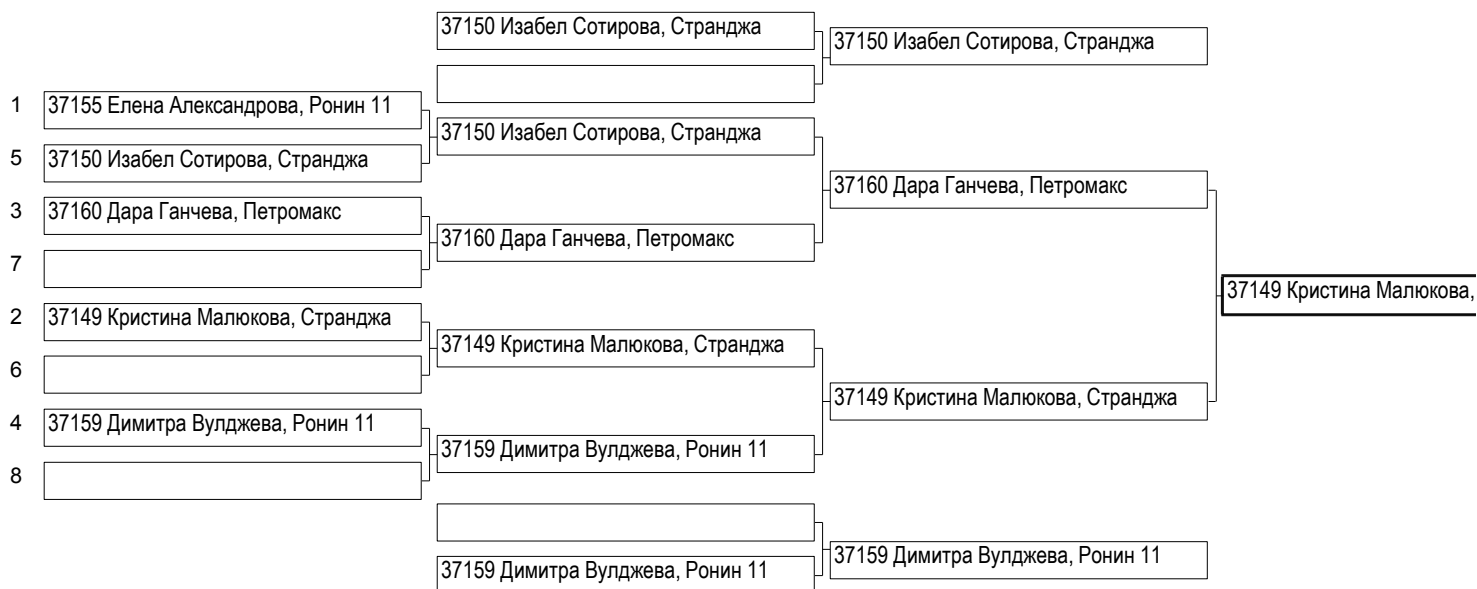 37150 Изабел Сотирова, Странджа
37150 Изабел Сотирова, Странджа
1 37155 Елена Александрова, Ронин 11
37150 Изабел Сотирова, Странджа
5 37150 Изабел Сотирова, Странджа
37160 Дара Ганчева, Петромакс
3 37160 Дара Ганчева, Петромакс
37160 Дара Ганчева, Петромакс
7
37149 Кристина Малюкова,
2 37149 Кристина Малюкова, Странджа
37149 Кристина Малюкова, Странджа
6
37149 Кристина Малюкова, Странджа
4 37159 Димитра Вулджева, Ронин 11
37159 Димитра Вулджева, Ронин 11
8
37159 Димитра Вулджева, Ронин 11
37159 Димитра Вулджева, Ронин 11